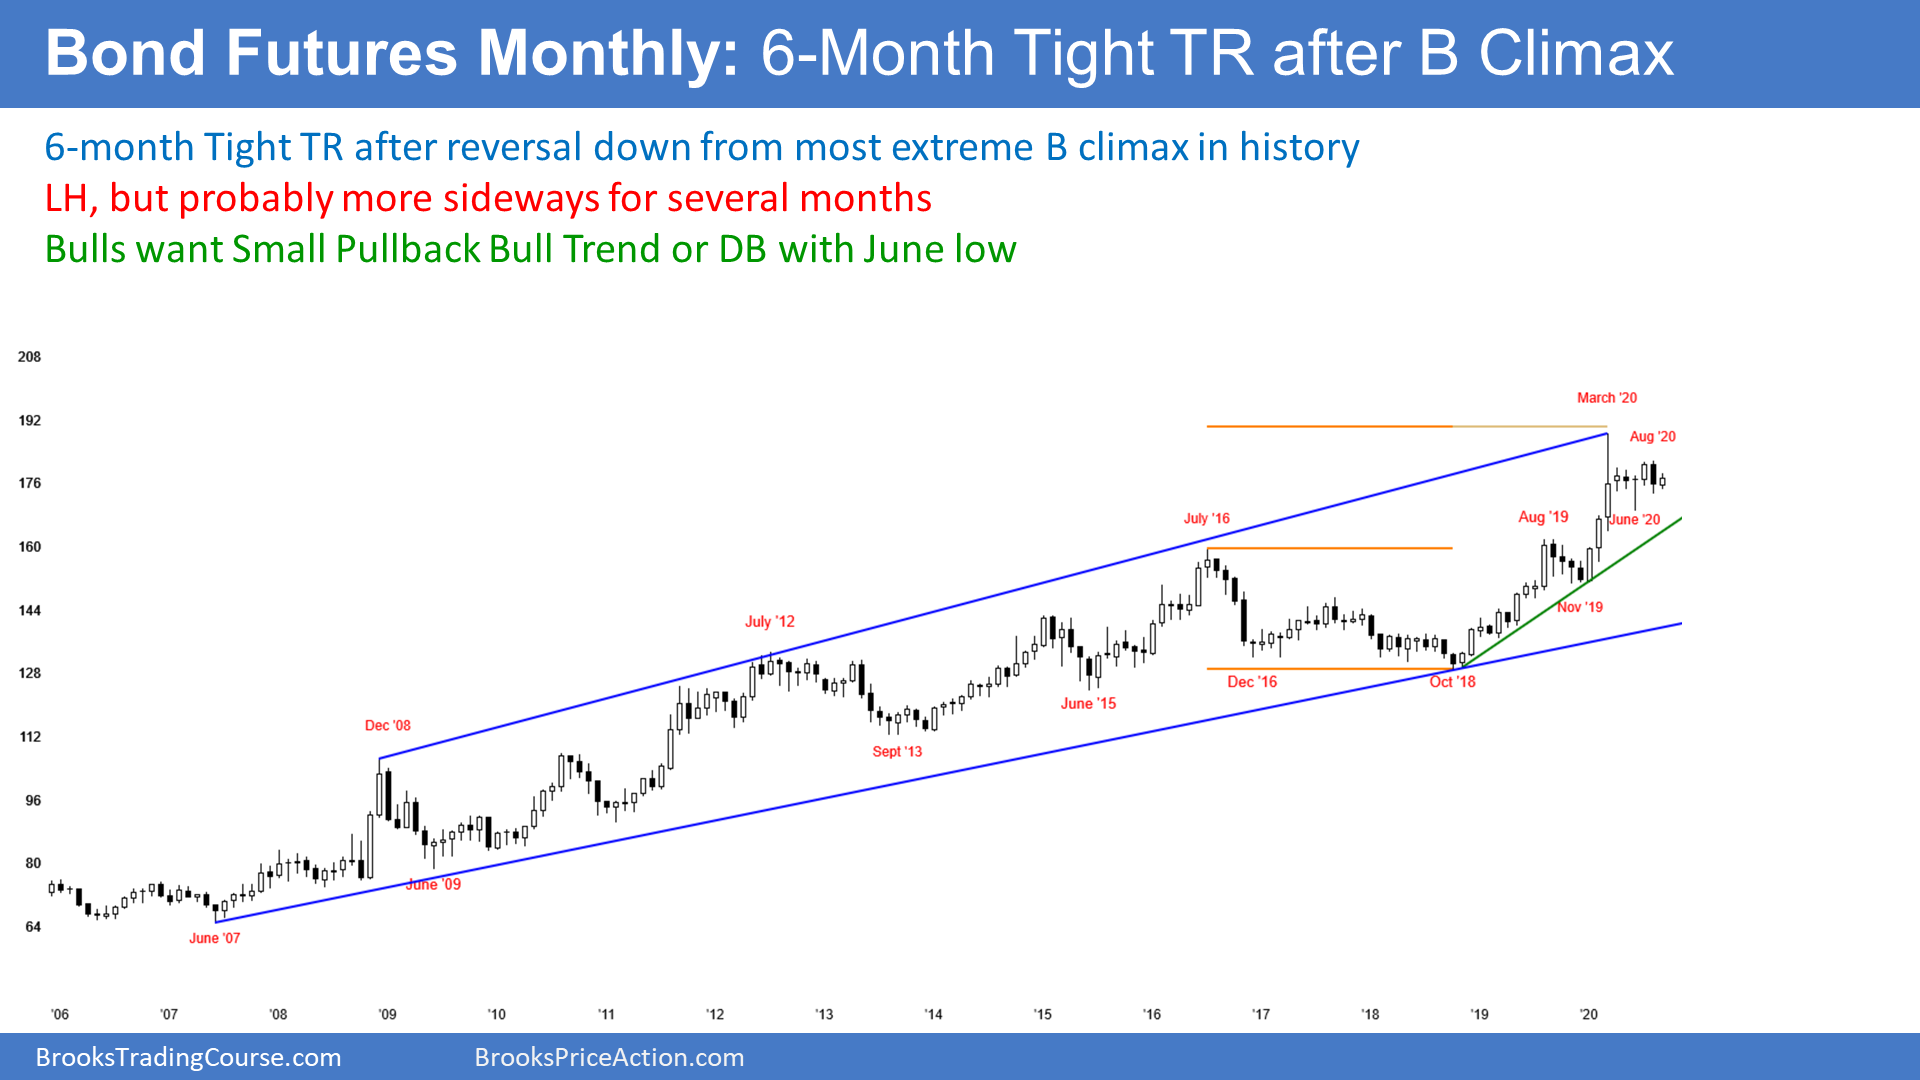 Bond Futures Monthly: 6-Month Tight TR after B Climax
6-month Tight TR after reversal down from most extreme B climax in history
LH, but probably more sideways for several months
Bulls want Small Pullback Bull Trend or DB with June low
208
March '20
192
Aug '20
176
July '16
Aug '19
June '20
160
144
Nov '19
July '12
128
Dec '16
Oct '18
June '15
Dec '08
112
Sept '13
96
80
June '09
64
June '07
'06 '07 '08 '09 '10 '11 '12 '13 '14 '15 '16 '17 '18 '19 '20
BrooksTradingCourse.com BrooksPriceAction.com